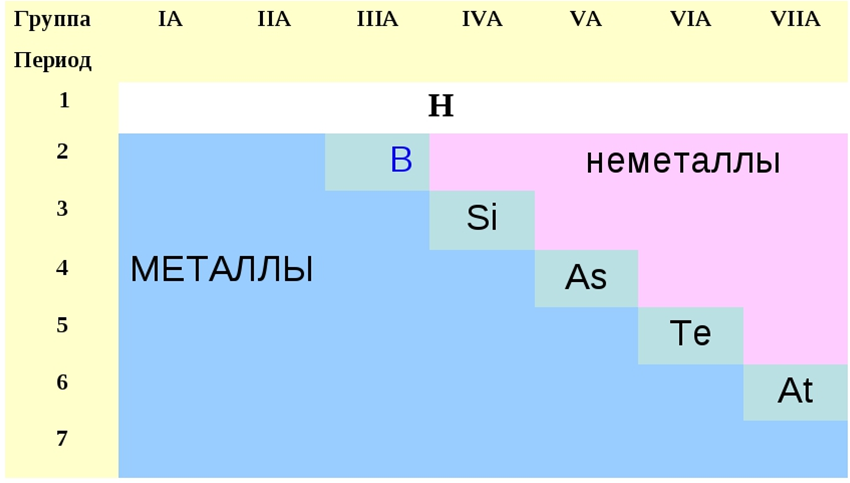 Группа IA IIA IIIA IVA VA VIA VIIA
Период
1 H
2 B неметаллы
3 Si
4 МЕТАЛЛЫ As
5 Te
6 At
7